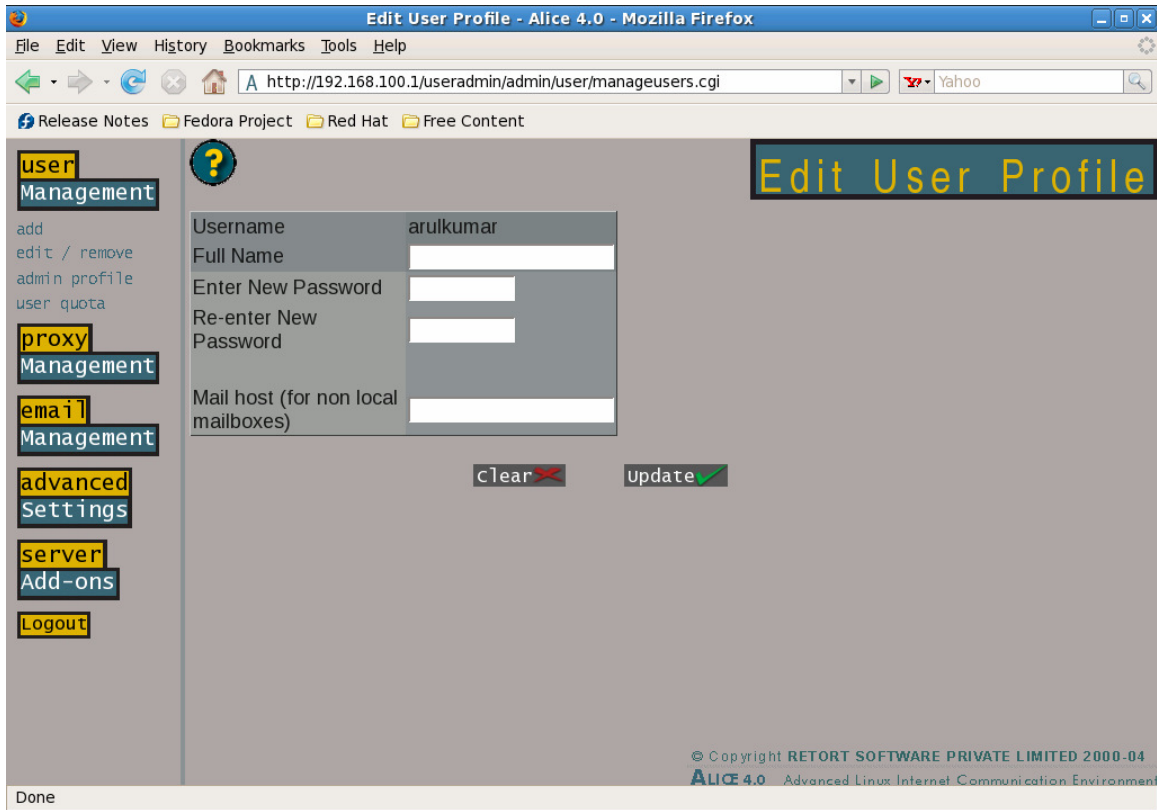 Edit User Profile - Alice 4.0 - Mozilla Firefox
File Edit View History Bookmarks Tools Help
http://192.168.100.1/useradmin/admin/user/manageusers.cgi
Yahoo
Release Notes Fedora Project Red Hat Free Content
user
Management
add
edit / remove
admin profile
user quota
proxy
Management
email
Management
advanced
Settings
server
Add-ons
Logout
?
Edit User Profile
Username arulkumar
Full Name
Enter New Password
Re-enter New
Password
Mail host (for non local
mailboxes)
Clear Update
© Copyright RETORT SOFTWARE PRIVATE LIMITED 2000-04
ALICE 4.0 Advanced Linux Internet Communication Environment
Done